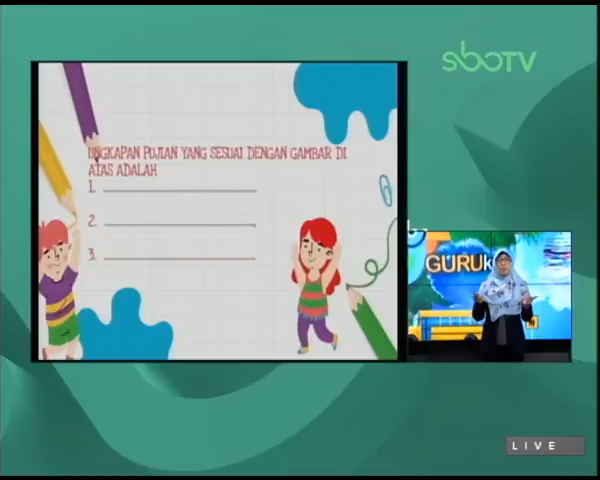 sboTV
UNGKAPAN PUJIAN YANG SESUAI DENGAN GAMBAR DI
ATAS ADALAH
1.
2.
3.
GURUk
LIVE